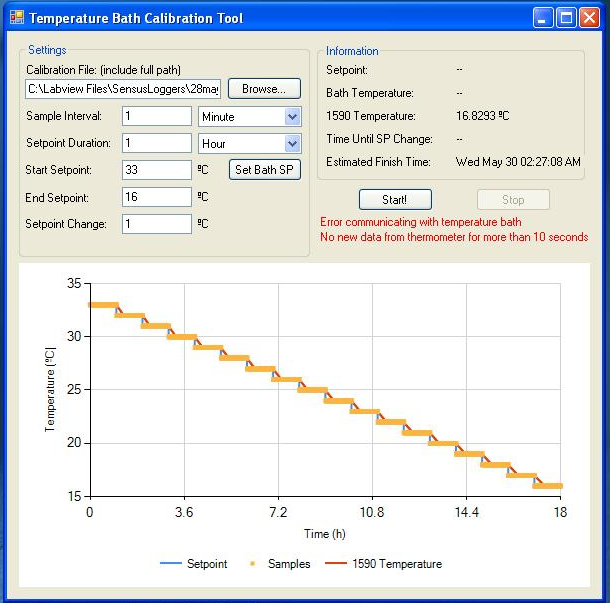 Temperature Bath Calibration Tool
Settings
Calibration File: (include full path)
C:\Labview Files\SensusLoggers\28may
Browse...
Sample Interval: 1 Minute
Setpoint Duration: 1 Hour
Start Setpoint: 33 ºC Set Bath SP
End Setpoint: 16 ºC
Setpoint Change: 1 ºC
Information
Setpoint: --
Bath Temperature: --
1590 Temperature: 16.8293 ºC
Time Until SP Change: --
Estimated Finish Time: Wed May 30 02:27:08 AM
Start! Stop
Error communicating with temperature bath
No new data from thermometer for more than 10 seconds
35
30
25
20
15
Temperature (ºC)
0 3.6 7.2 10.8 14.4 18
Time (h)
Setpoint Samples 1590 Temperature